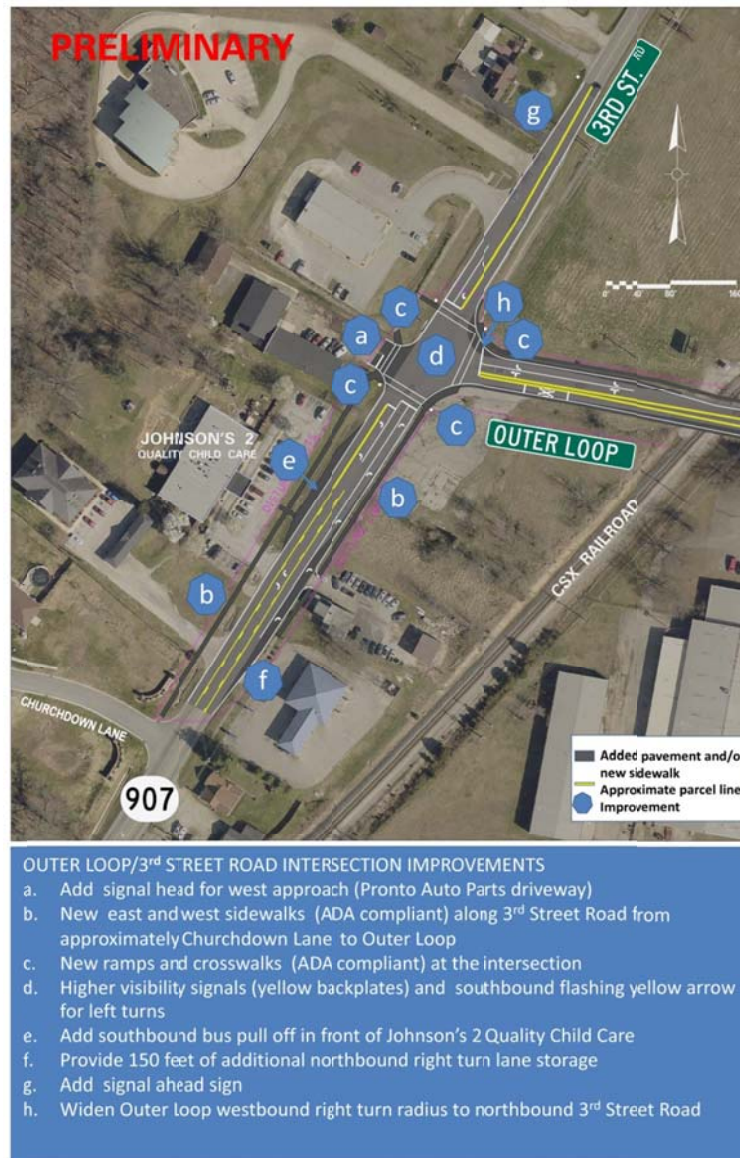 PRELIMINARY
3RD ST. RD
g
h
c
a
d
c
c
c
JOHNSON'S 2
QUALITY CHILD CARE
OUTER LOOP
e
b
CSX RAILROAD
b
f
CHURCHDOWN LANE
907
0' 40' 80' 160
Added pavement and/o
new sidewalk
Approximate parcel line
Improvement
OUTER LOOP/3rd STREET ROAD INTERSECTION IMPROVEMENTS
a. Add signal head for west approach (Pronto Auto Parts driveway)
b. New east and west sidewalks (ADA compliant) along 3rd Street Road from
approximately Churchdown Lane to Outer Loop
c. New ramps and crosswalks (ADA compliant) at the intersection
d. Higher visibility signals (yellow backplates) and southbound flashing yellow arrow
for left turns
e. Add southbound bus pull off in front of Johnson's 2 Quality Child Care
f. Provide 150 feet of additional northbound right turn lane storage
g. Add signal ahead sign
h. Widen Outer Loop westbound right turn radius to northbound 3rd Street Road